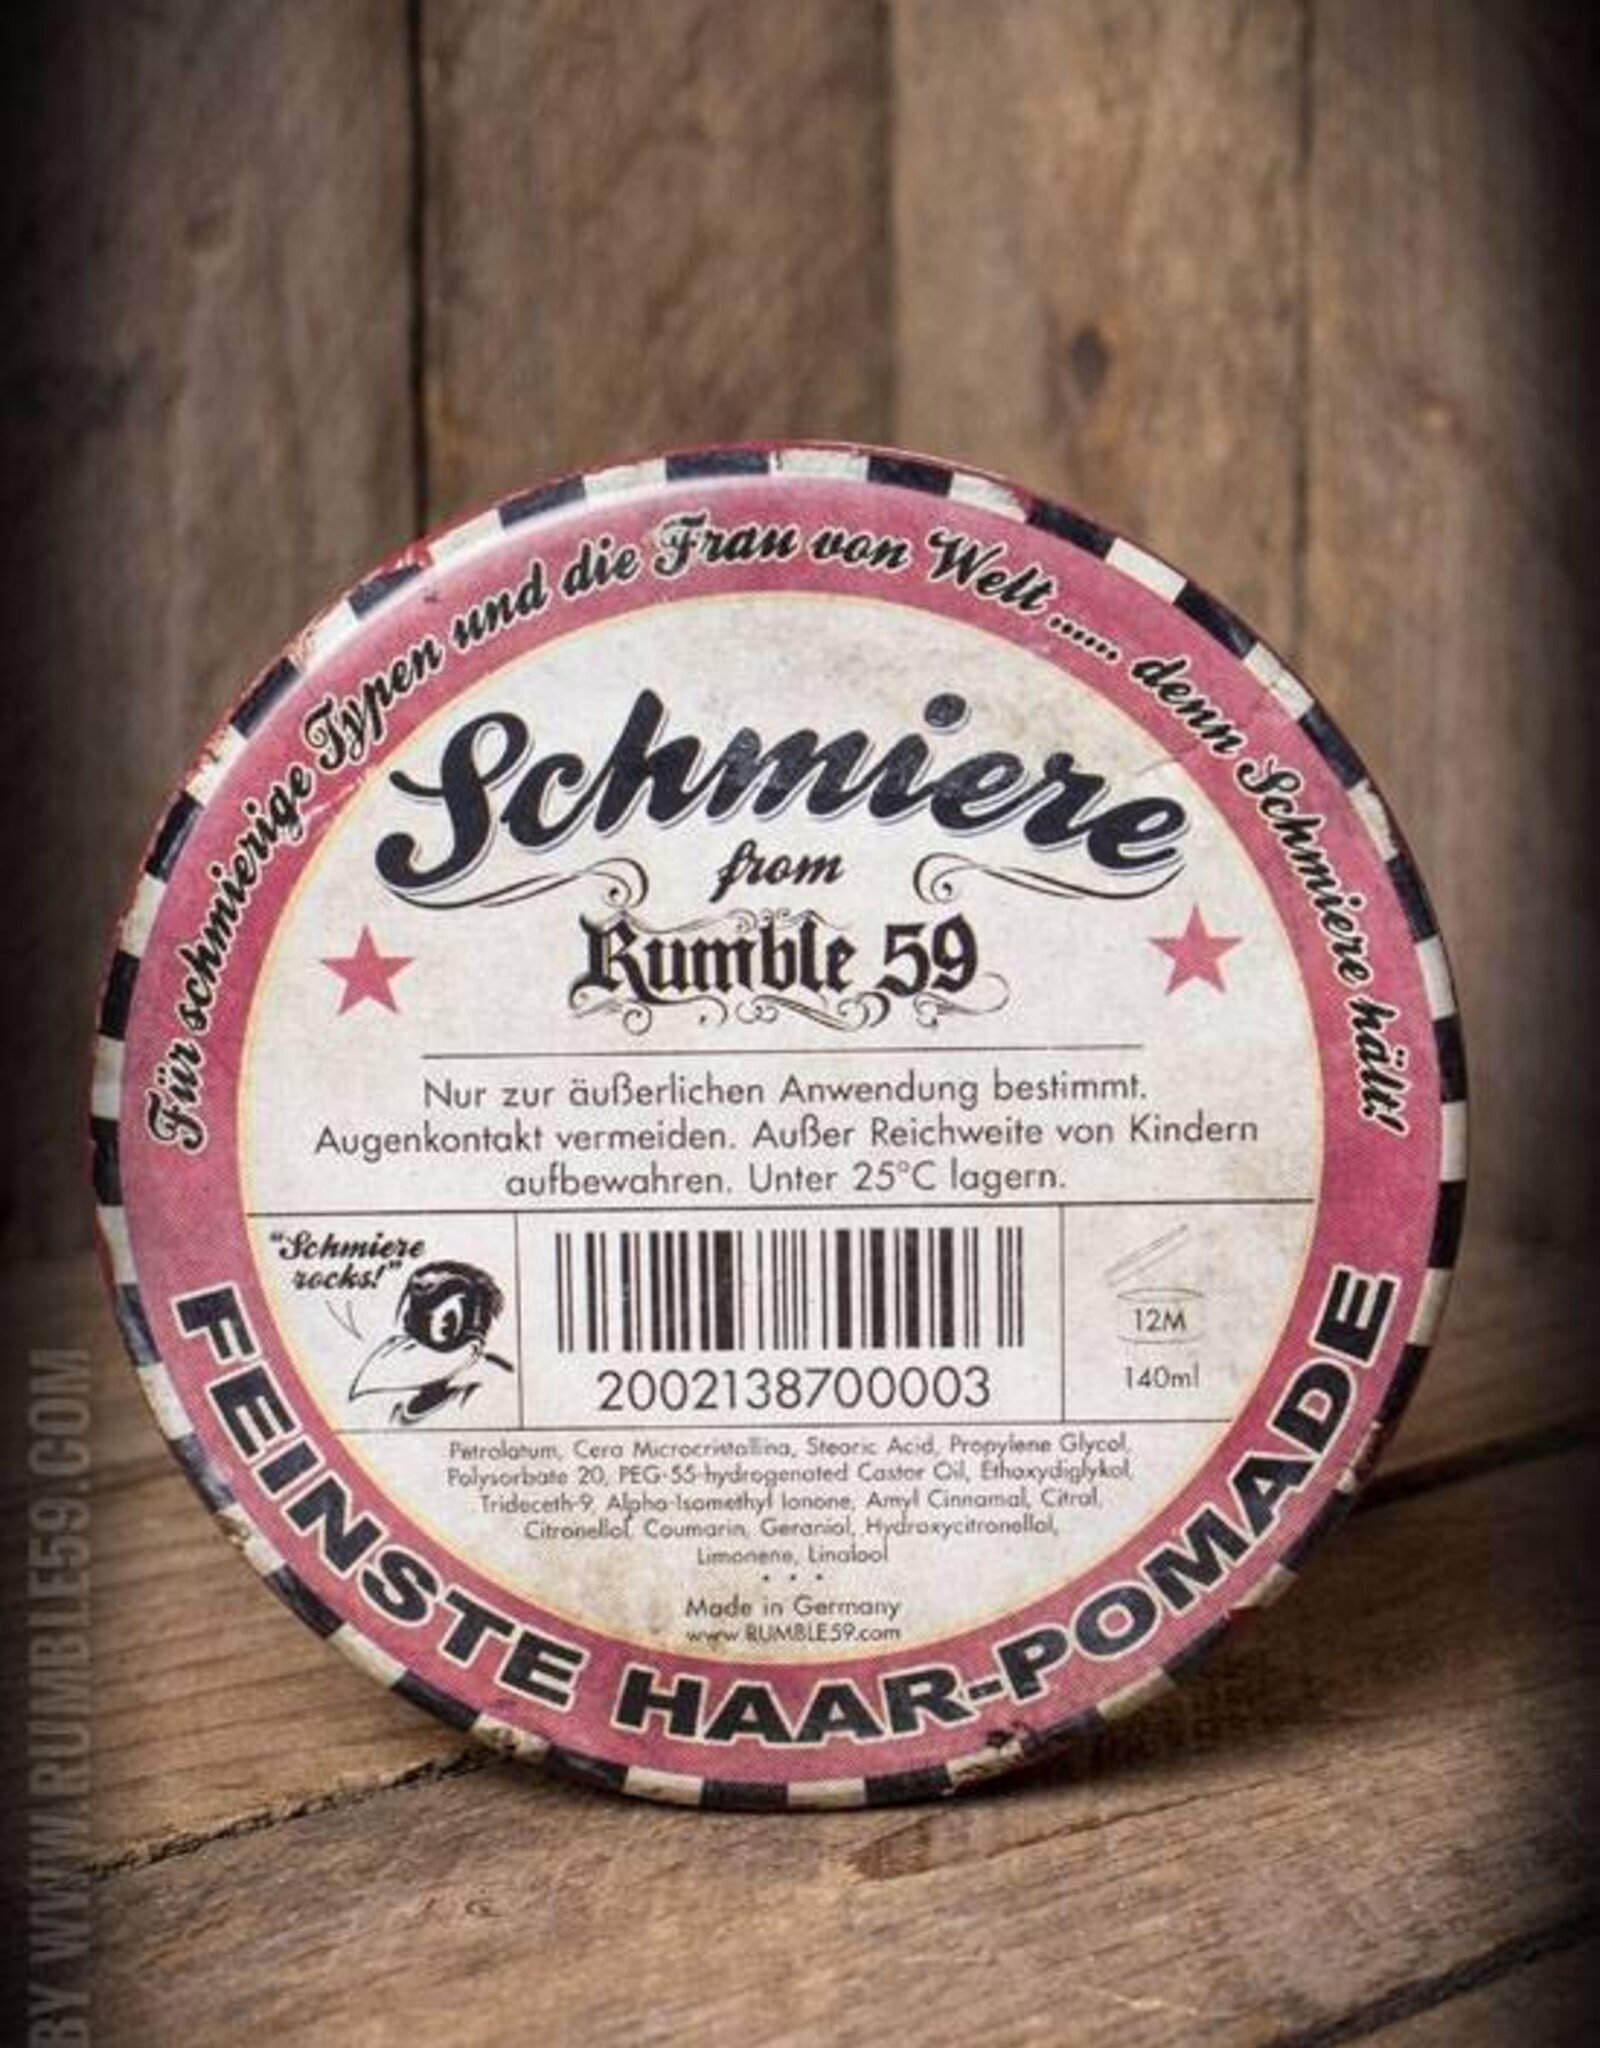 Für schmierige Typen und die Frau von Welt ..... denn Schmiere hält!
Schmiere
from
Rumble 59
Nur zur äußerlichen Anwendung bestimmt.
Augenkontakt vermeiden. Außer Reichweite von Kindern
aufbewahren. Unter 25°C lagern.
"Schmiere
rocks!"
2002138700003
12M
140ml
Petrolatum, Cera Microcristallina, Stearic Acid, Propylene Glycol,
Polysorbate 20, PEG-55-hydrogenated Castor Oil, Ethoxydiglykol,
Trideceth-9, Alpha-Isomethyl Ionone, Amyl Cinnamal, Citral,
Citronellol, Coumarin, Geraniol, Hydroxycitronellal,
Limonene, Linalool
• • •
Made in Germany
www.RUMBLE59.com
FEINSTE HAAR-POMADE
BY WWW.RUMBLE59.COM